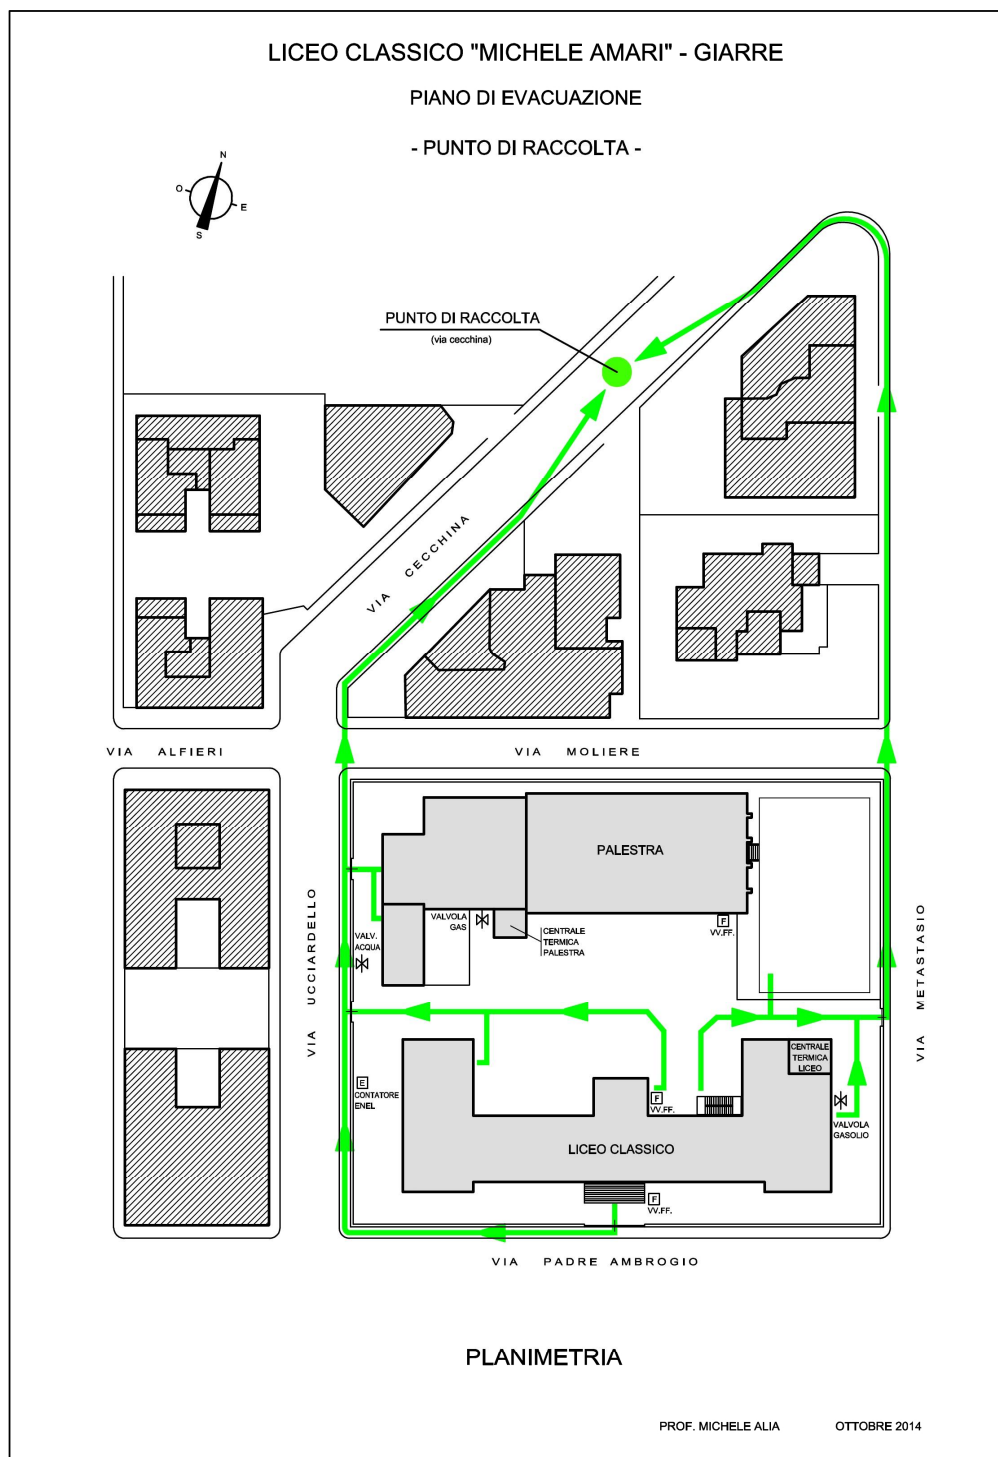 LICEO CLASSICO "MICHELE AMARI" - GIARRE
PIANO DI EVACUAZIONE
- PUNTO DI RACCOLTA -
N
O
E
S
PUNTO DI RACCOLTA
(via cecchina)
VIA CECCHINA
VIA ALFIERI
VIA MOLIERE
PALESTRA
VALVOLA
GAS
CENTRALE
TERMICA
PALESTRA
F
VV.FF.
VALV.
ACQUA
VIA UCCIARDELLO
VIA METASTASIO
CENTRALE
TERMICA
LICEO
E
CONTATORE
ENEL
F
VV.FF.
VALVOLA
GASOLIO
LICEO CLASSICO
F
VV.FF.
VIA PADRE AMBROGIO
PLANIMETRIA
PROF. MICHELE ALIA OTTOBRE 2014